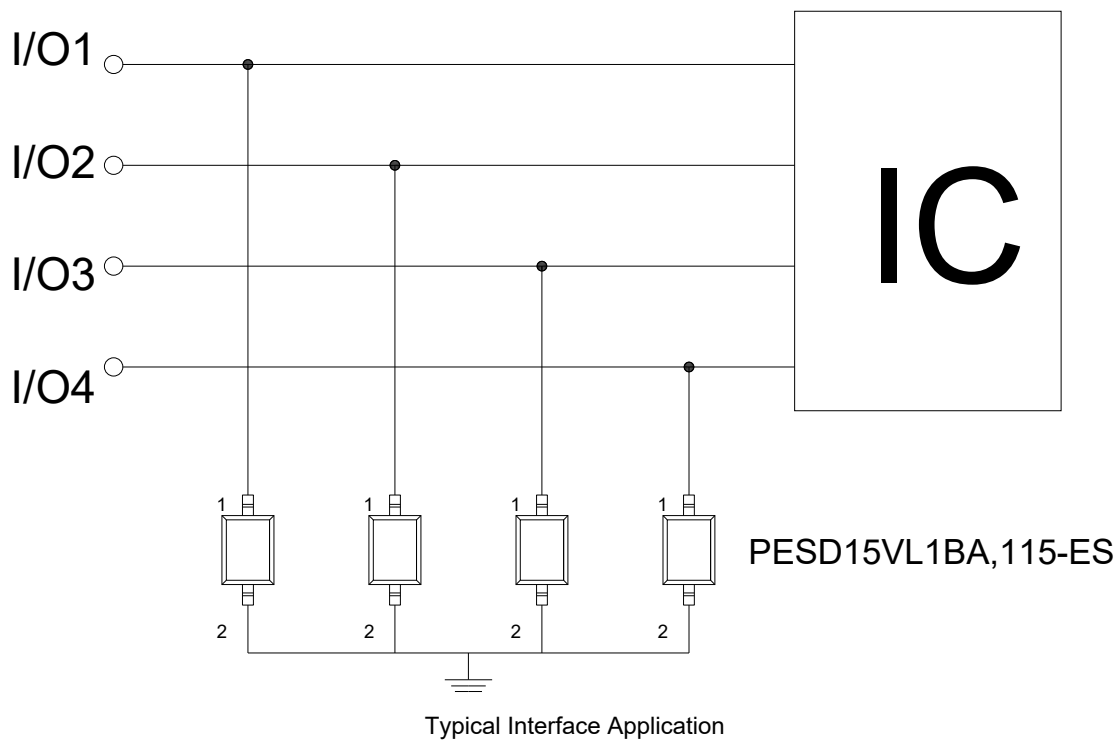 I/O1
I/O2
I/O3
I/O4
IC
1 1 1 1
PESD15VL1BA,115-ES
2 2 2 2
Typical Interface Application